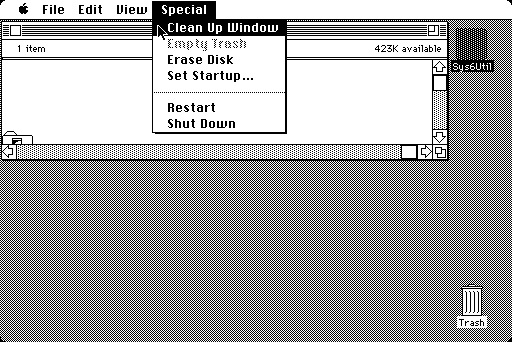 File Edit View Special
1 item 423K available
Clean Up Window
Empty Trash
Erase Disk
Set Startup...
Restart
Shut Down
Sys6Util
Trash